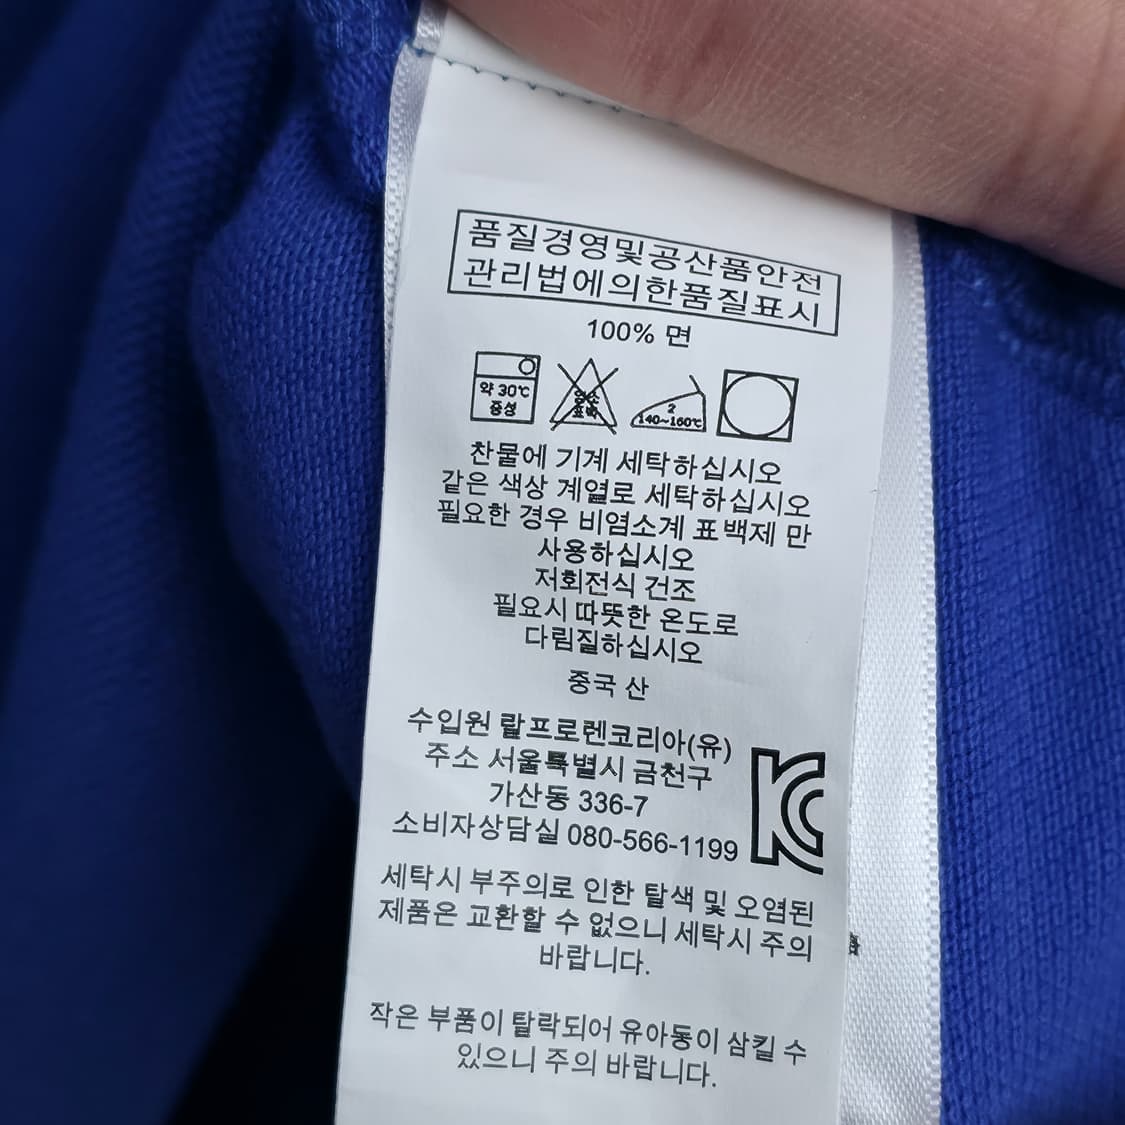 품질경영및공산품안전
관리법에의한품질표시
100% 면
약 30℃
중성
염소
표백
2
140~160℃
찬물에 기계 세탁하십시오
같은 색상 계열로 세탁하십시오
필요한 경우 비염소계 표백제 만
사용하십시오
저회전식 건조
필요시 따뜻한 온도로
다림질하십시오
중국 산
수입원 랄프로렌코리아(유)
주소 서울특별시 금천구
가산동 336-7
소비자상담실 080-566-1199
KC
세탁시 부주의로 인한 탈색 및 오염된
제품은 교환할 수 없으니 세탁시 주의
바랍니다.
작은 부품이 탈락되어 유아동이 삼킬 수
있으니 주의 바랍니다.